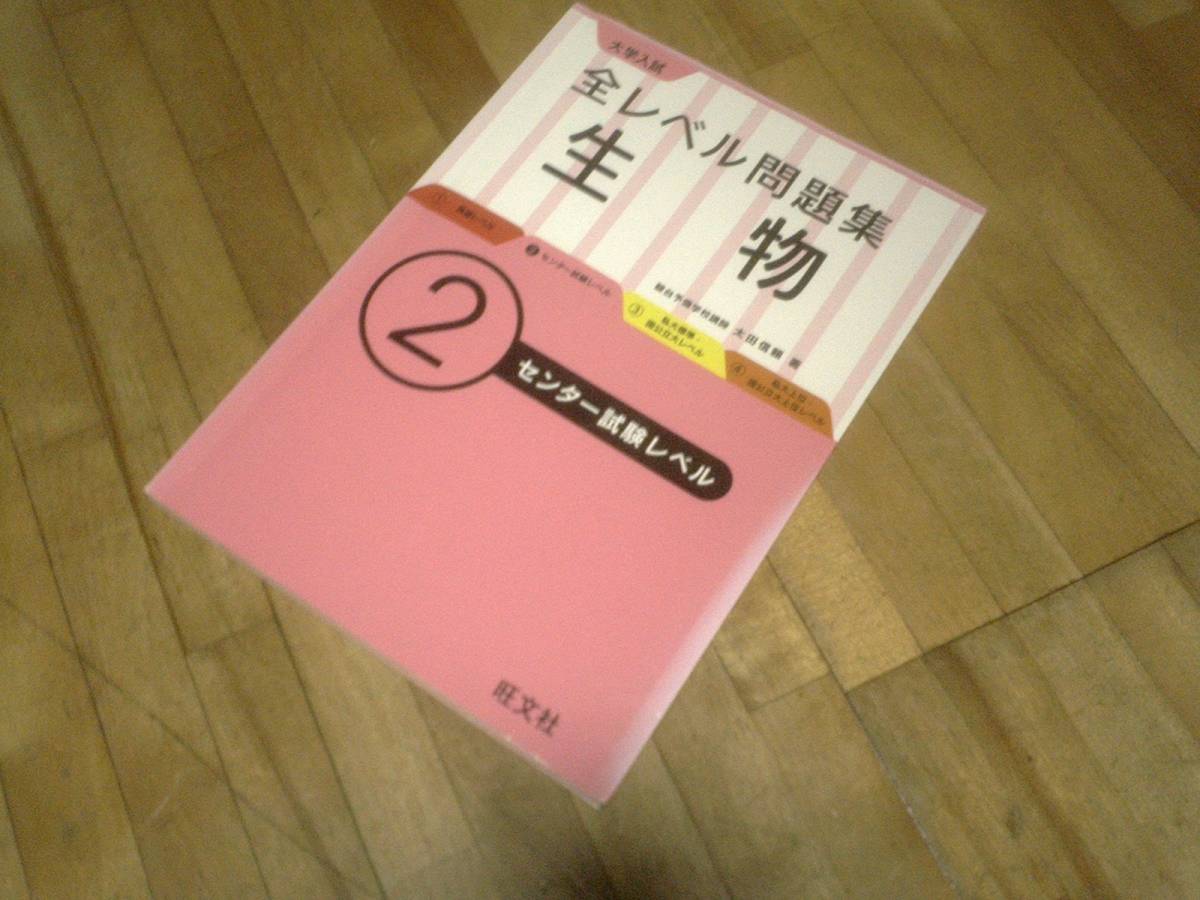 大学入試
全レベル問題集
生物
駿台予備学校講師 太田信頼 著
① 基礎レベル
② センター試験レベル
③ 私大標準・
国公立大レベル
④ 私大上位・
国公立大上位レベル
②
センター試験レベル
旺文社